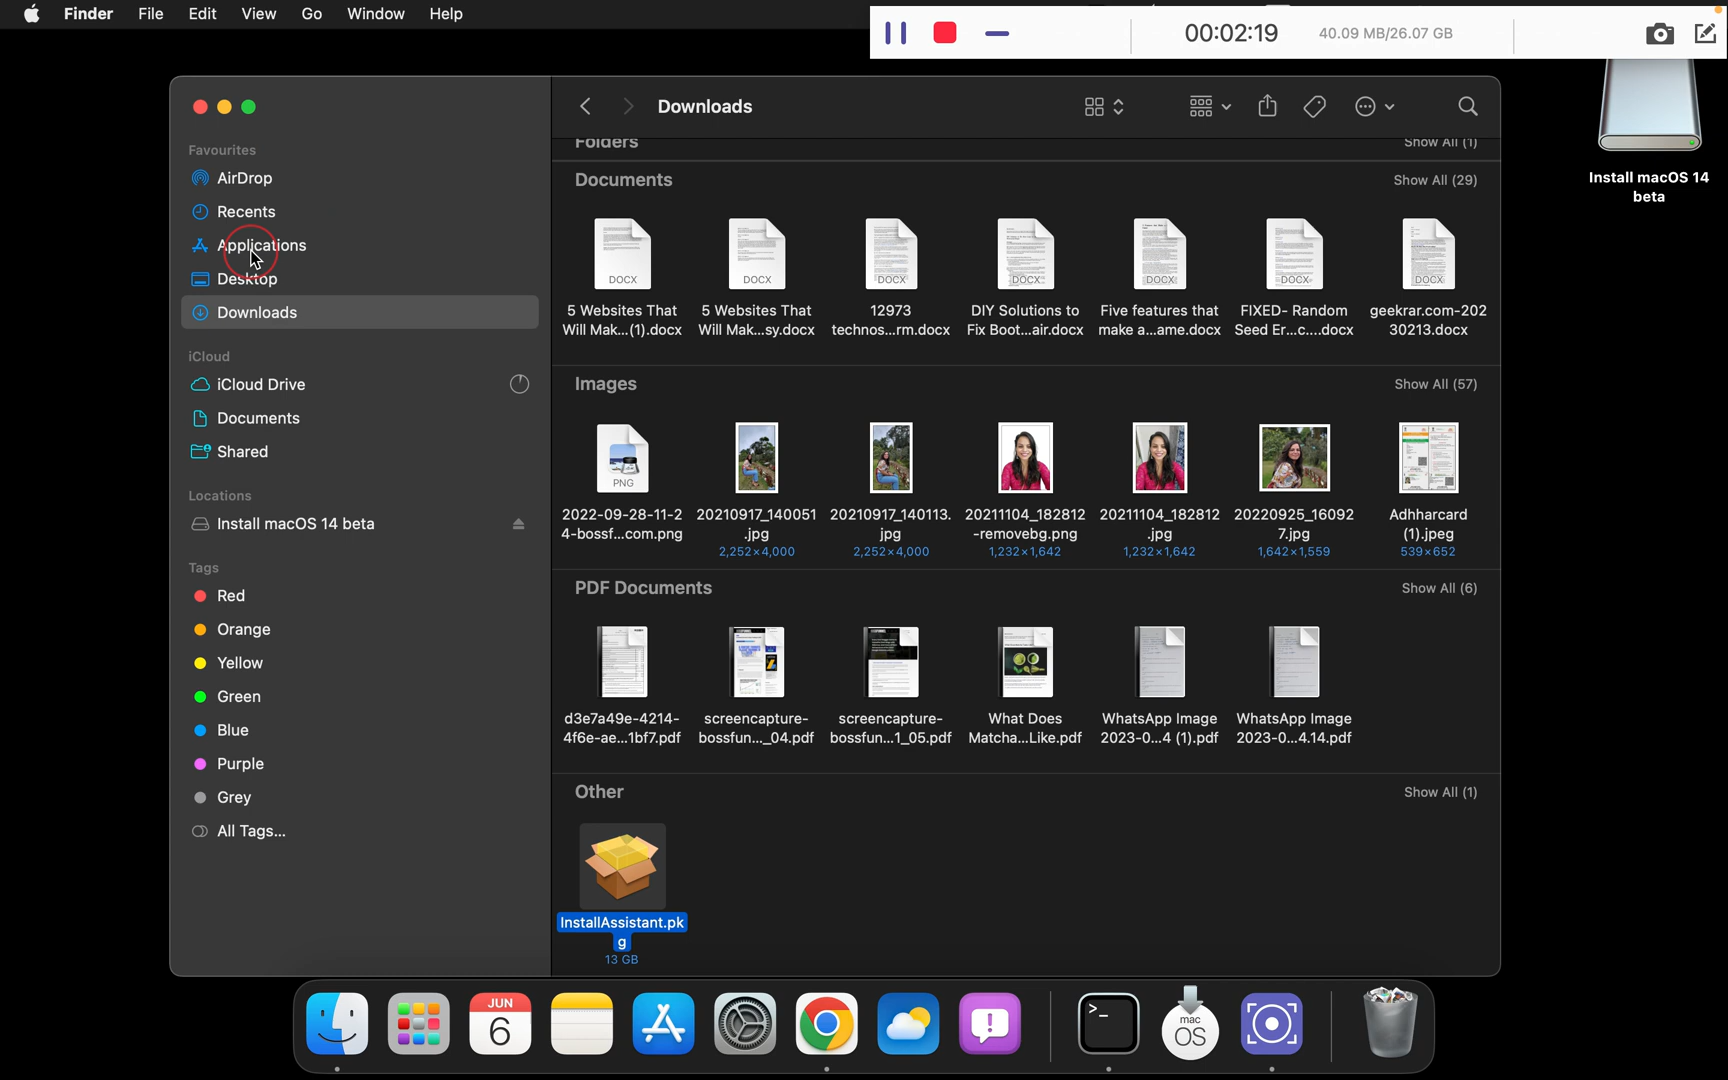 Finder File Edit View Go Window Help
00:02:19 40.09 MB/26.07 GB
Downloads
Favourites
AirDrop
Recents
Applications
Desktop
Downloads
iCloud
iCloud Drive
Documents
Shared
Locations
Install macOS 14 beta
Tags
Red
Orange
Yellow
Green
Blue
Purple
Grey
All Tags...
Folders Show All (1)
Documents Show All (29)
DOCX DOCX DOCX DOCX DOCX DOCX DOCX
5 Websites That 5 Websites That 12973 DIY Solutions to Five features that FIXED- Random geekrar.com-202
Will Mak...(1).docx Will Mak...sy.docx technos...rm.docx Fix Boot...air.docx make a...ame.docx Seed Er...c....docx 30213.docx
Images Show All (57)
PNG
2022-09-28-11-2 20210917_140051 20210917_140113. 20211104_182812 20211104_182812 20220925_16092 Adhharcard
4-bossf...com.png .jpg jpg -removebg.png .jpg 7.jpg (1).jpeg
2,252×4,000 2,252×4,000 1,232×1,642 1,232×1,642 1,642×1,559 539×652
PDF Documents Show All (6)
d3e7a49e-4214- screencapture- screencapture- What Does WhatsApp Image WhatsApp Image
4f6e-ae...1bf7.pdf bossfun..._04.pdf bossfun...1_05.pdf Matcha...Like.pdf 2023-0...4 (1).pdf 2023-0...4.14.pdf
Other Show All (1)
InstallAssistant.pk
g
13 GB
Install macOS 14
beta
JUN
6
>_
mac
OS